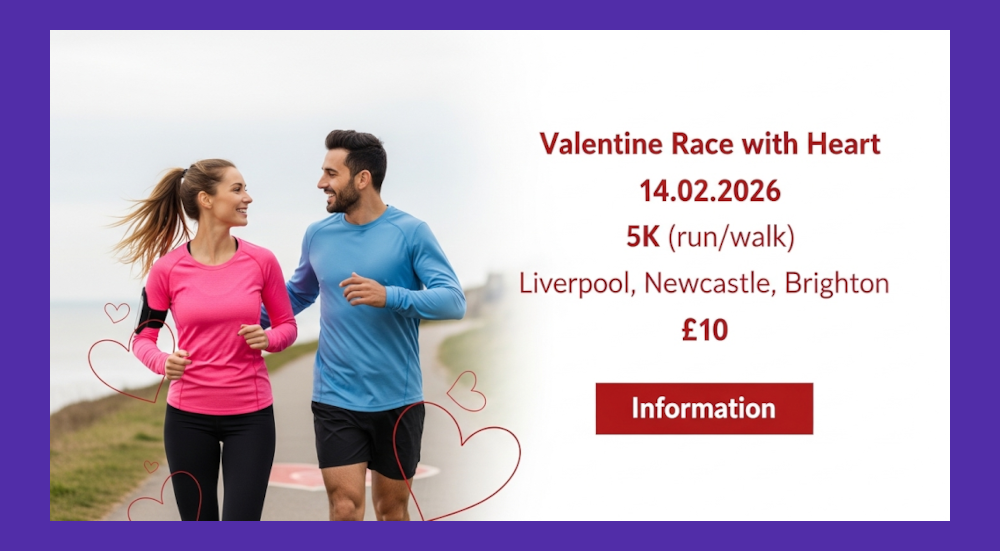 Valentine Race with Heart
14.02.2026
5K (run/walk)
Liverpool, Newcastle, Brighton
£10
Information